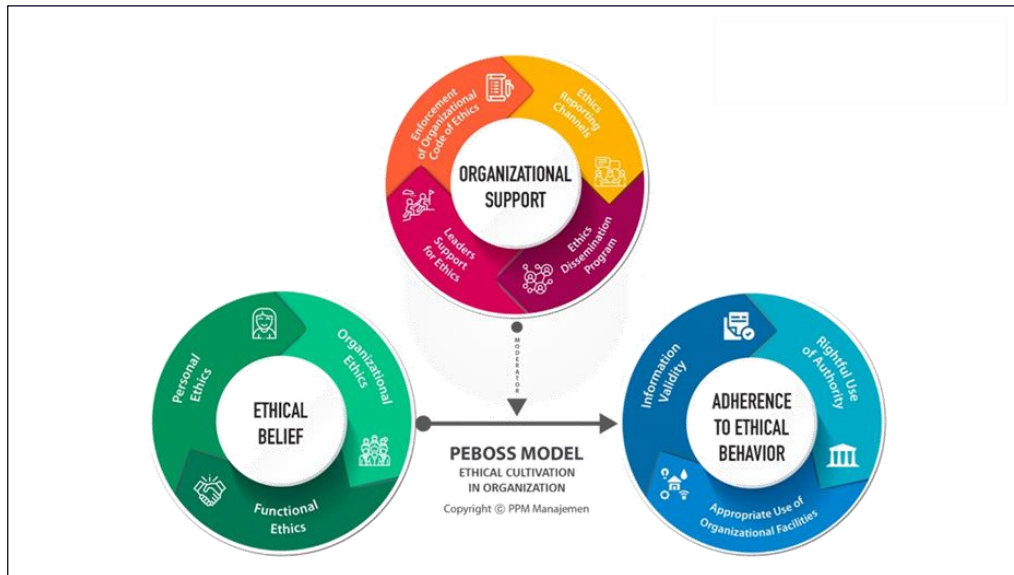 Enforcement
of Organizational
Code of Ethics
Ethics
Reporting
Channels
ORGANIZATIONAL
SUPPORT
Leaders
Support
for Ethics
Ethics
Dissemination
Program
MODERATOR
Personal
Ethics
Organizational
Ethics
ETHICAL
BELIEF
Functional
Ethics
PEBOSS MODEL
ETHICAL CULTIVATION
IN ORGANIZATION
Copyright © PPM Manajemen
Information
Validity
Rightful Use
of Authority
ADHERENCE
TO ETHICAL
BEHAVIOR
Appropriate Use of
Organizational Facilities